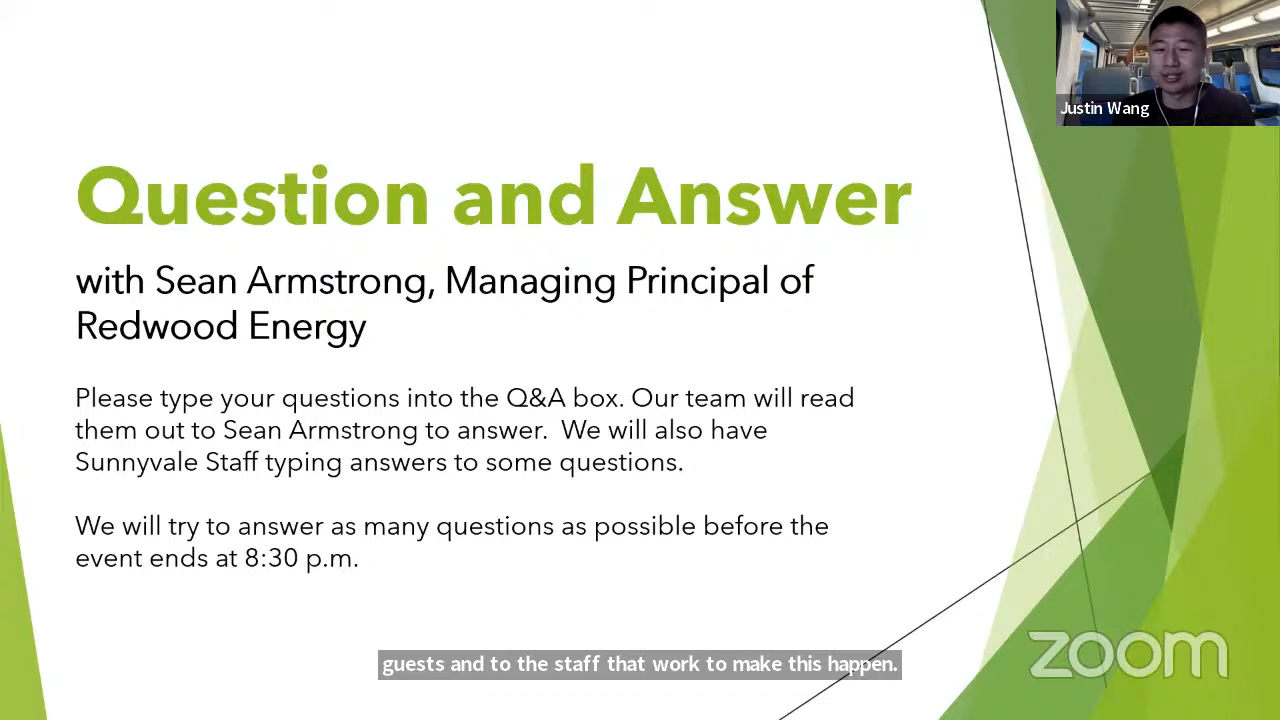 Justin Wang
Question and Answer
with Sean Armstrong, Managing Principal of
Redwood Energy
Please type your questions into the Q&A box. Our team will read
them out to Sean Armstrong to answer.  We will also have
Sunnyvale Staff typing answers to some questions.
We will try to answer as many questions as possible before the
event ends at 8:30 p.m.
guests and to the staff that work to make this happen.
zoom